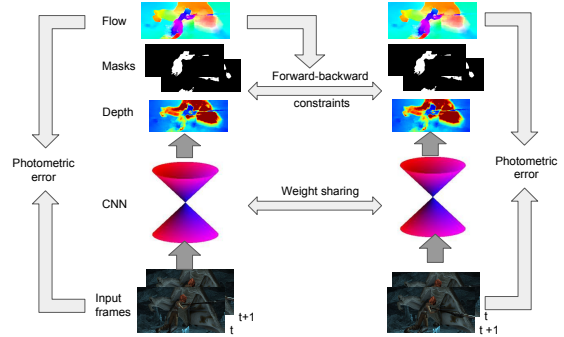 Flow
Masks
Forward-backward
constraints
Depth
Photometric
error
Photometric
error
CNN
Weight sharing
Input
frames
t+1
t
t
t +1